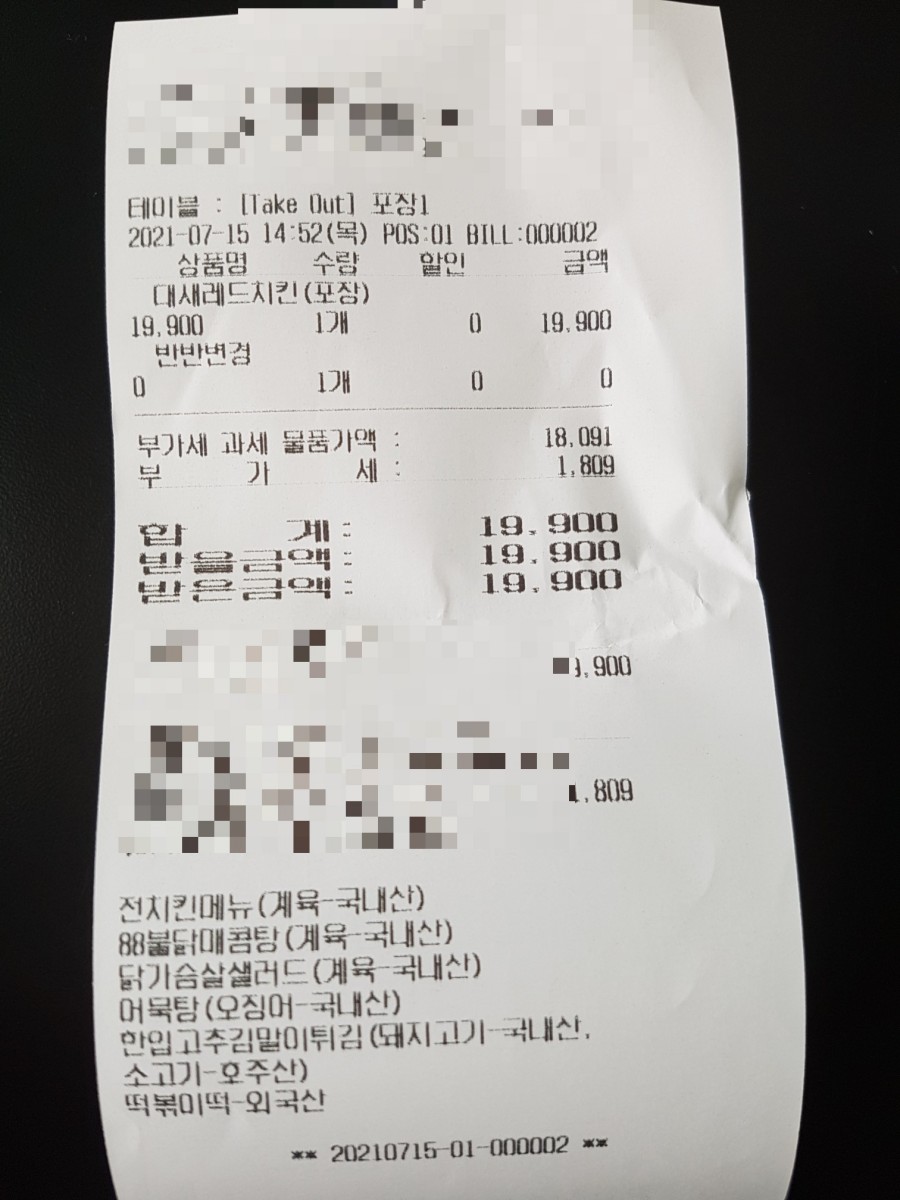 테이블 : [Take Out] 포장1
2021-07-15 14:52(목) POS:01 BILL:000002
상품명 수량 할인 금액
대새레드치킨(포장)
19,900 1개 0 19,900
반반변경
0 1개 0 0
부가세 과세 물품가액 : 18,091
부 가 세 : 1,809
합 계 : 19,900
받을금액 : 19,900
받은금액 : 19,900
,900
1,809
전치킨메뉴(계육-국내산)
88불닭매콤탕(계육-국내산)
닭가슴살샐러드(계육-국내산)
어묵탕(오징어-국내산)
한입고추김말이튀김(돼지고기-국내산,
소고기-호주산)
떡볶이떡-외국산
** 20210715-01-000002 **